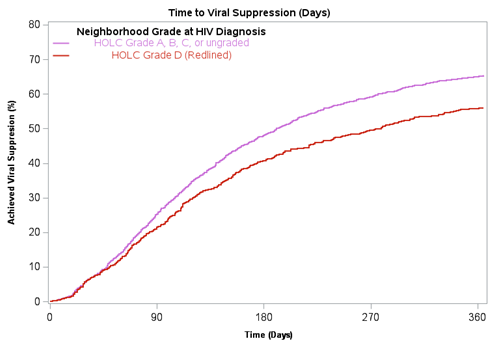 Time to Viral Suppression (Days)
Neighborhood Grade at HIV Diagnosis
HOLC Grade A, B, C, or ungraded
HOLC Grade D (Redlined)
Achieved Viral Suppresion (%)
80
70
60
50
40
30
20
10
0
0 90 180 270 360
Time (Days)